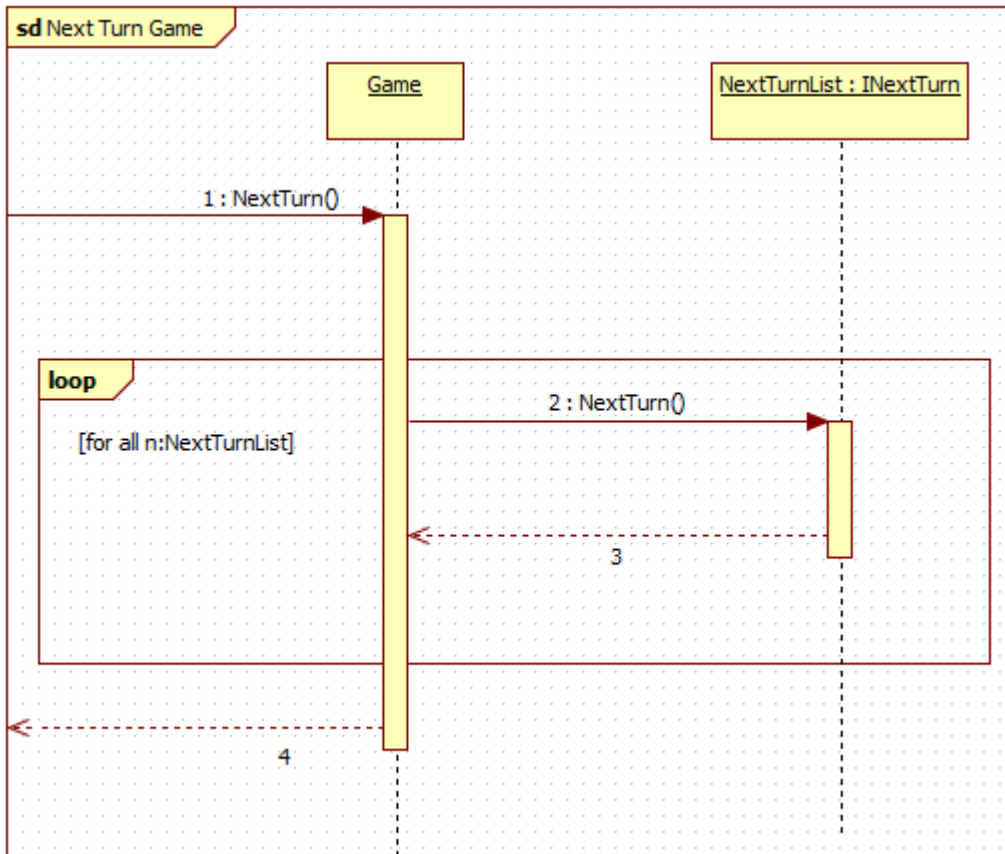 sd Next Turn Game
Game
NextTurnList : INextTurn
1 : NextTurn()
loop
2 : NextTurn()
[for all n:NextTurnList]
3
4